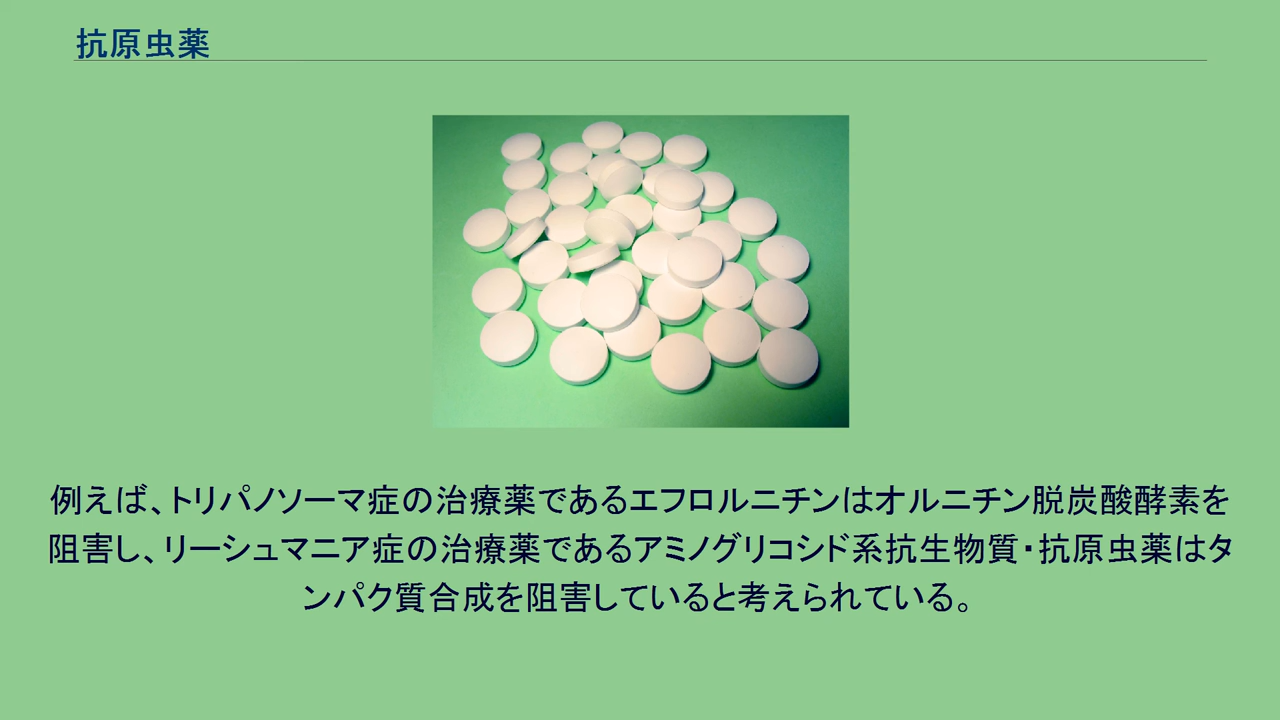 抗原虫薬
例えば、トリパノソーマ症の治療薬であるエフロルニチンはオルニチン脱炭酸酵素を
阻害し、リーシュマニア症の治療薬であるアミノグリコシド系抗生物質・抗原虫薬はタ
ンパク質合成を阻害していると考えられている。